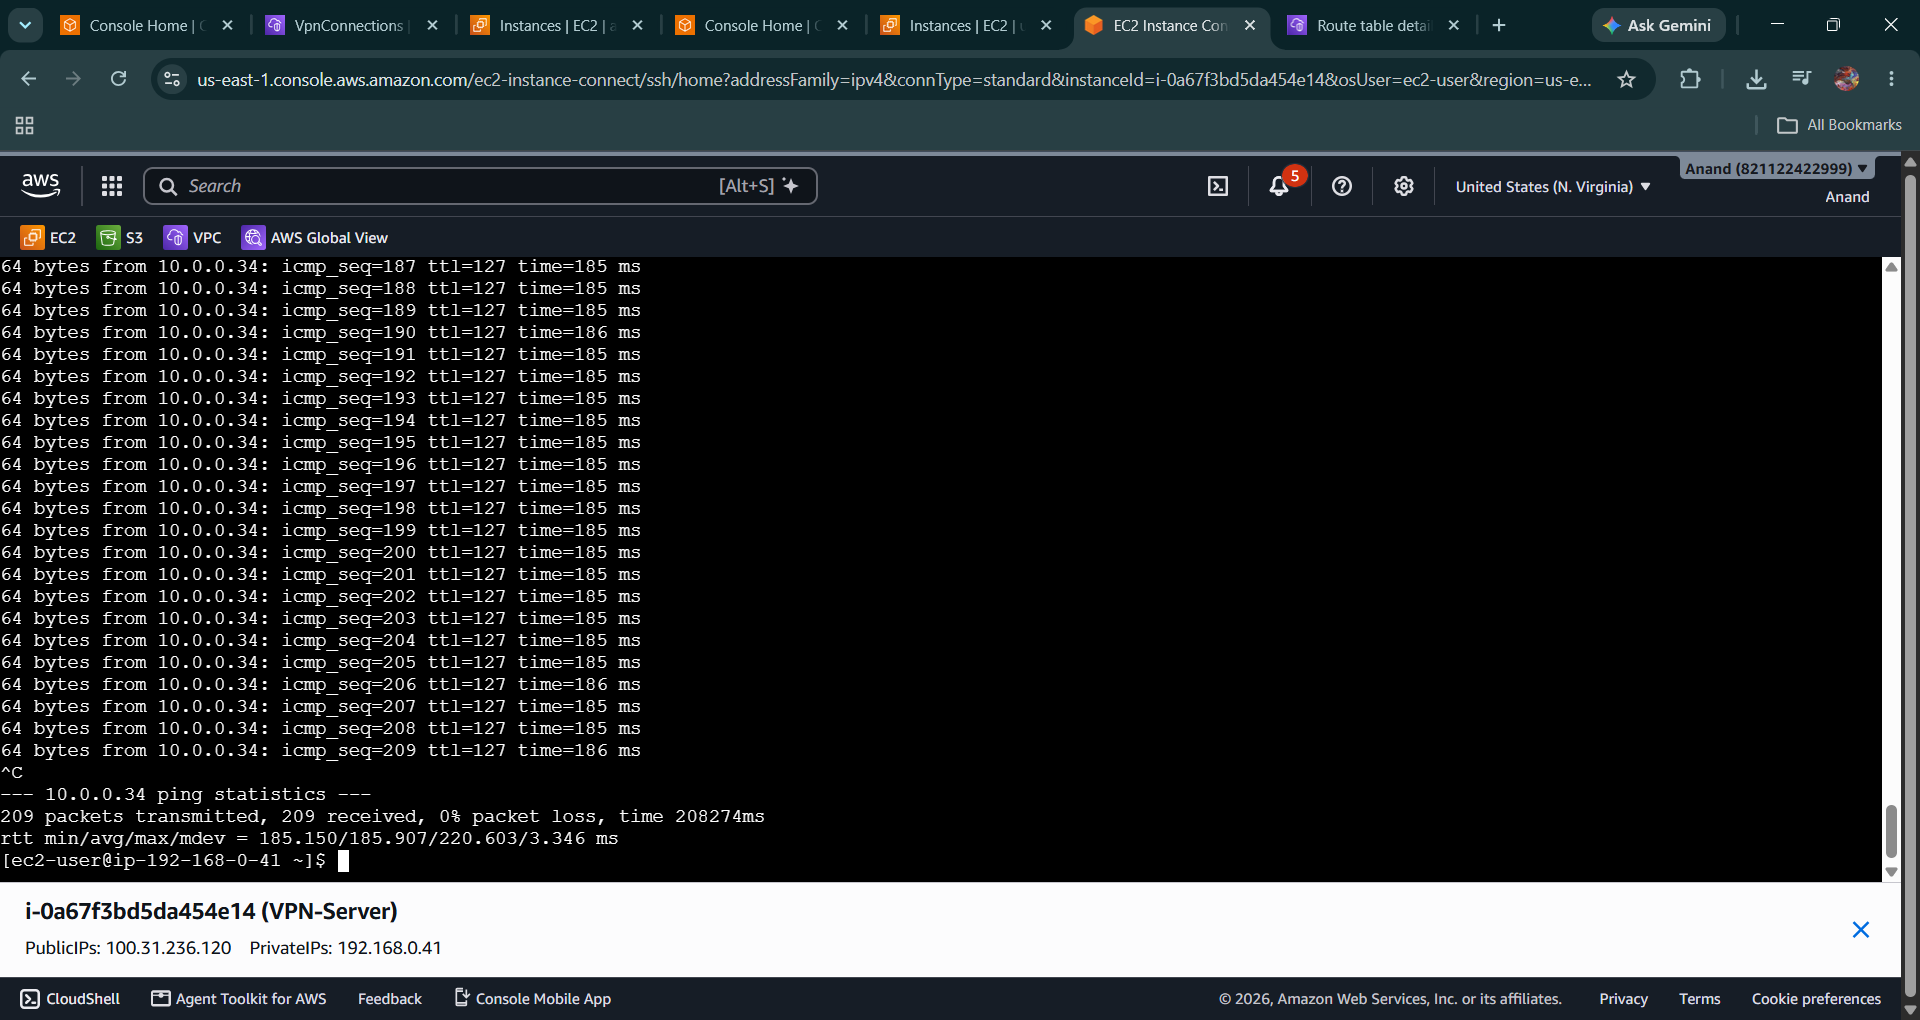 Console Home | C
VpnConnections |
Instances | EC2 | a
Console Home | C
Instances | EC2 | u
EC2 Instance Con
Route table detai
Ask Gemini
us-east-1.console.aws.amazon.com/ec2-instance-connect/ssh/home?addressFamily=ipv4&connType=standard&instanceId=i-0a67f3bd5da454e14&osUser=ec2-user&region=us-e...
All Bookmarks
aws
Search
[Alt+S]
5
United States (N. Virginia)
Anand (821122422999)
Anand
EC2
S3
VPC
AWS Global View
64 bytes from 10.0.0.34: icmp_seq=187 ttl=127 time=185 ms
64 bytes from 10.0.0.34: icmp_seq=188 ttl=127 time=185 ms
64 bytes from 10.0.0.34: icmp_seq=189 ttl=127 time=185 ms
64 bytes from 10.0.0.34: icmp_seq=190 ttl=127 time=186 ms
64 bytes from 10.0.0.34: icmp_seq=191 ttl=127 time=185 ms
64 bytes from 10.0.0.34: icmp_seq=192 ttl=127 time=185 ms
64 bytes from 10.0.0.34: icmp_seq=193 ttl=127 time=185 ms
64 bytes from 10.0.0.34: icmp_seq=194 ttl=127 time=185 ms
64 bytes from 10.0.0.34: icmp_seq=195 ttl=127 time=185 ms
64 bytes from 10.0.0.34: icmp_seq=196 ttl=127 time=185 ms
64 bytes from 10.0.0.34: icmp_seq=197 ttl=127 time=185 ms
64 bytes from 10.0.0.34: icmp_seq=198 ttl=127 time=185 ms
64 bytes from 10.0.0.34: icmp_seq=199 ttl=127 time=185 ms
64 bytes from 10.0.0.34: icmp_seq=200 ttl=127 time=185 ms
64 bytes from 10.0.0.34: icmp_seq=201 ttl=127 time=185 ms
64 bytes from 10.0.0.34: icmp_seq=202 ttl=127 time=185 ms
64 bytes from 10.0.0.34: icmp_seq=203 ttl=127 time=185 ms
64 bytes from 10.0.0.34: icmp_seq=204 ttl=127 time=185 ms
64 bytes from 10.0.0.34: icmp_seq=205 ttl=127 time=185 ms
64 bytes from 10.0.0.34: icmp_seq=206 ttl=127 time=186 ms
64 bytes from 10.0.0.34: icmp_seq=207 ttl=127 time=185 ms
64 bytes from 10.0.0.34: icmp_seq=208 ttl=127 time=185 ms
64 bytes from 10.0.0.34: icmp_seq=209 ttl=127 time=186 ms
^C
--- 10.0.0.34 ping statistics ---
209 packets transmitted, 209 received, 0% packet loss, time 208274ms
rtt min/avg/max/mdev = 185.150/185.907/220.603/3.346 ms
[ec2-user@ip-192-168-0-41 ~]$
i-0a67f3bd5da454e14 (VPN-Server)
PublicIPs: 100.31.236.120 PrivateIPs: 192.168.0.41
CloudShell
Agent Toolkit for AWS
Feedback
Console Mobile App
© 2026, Amazon Web Services, Inc. or its affiliates.
Privacy
Terms
Cookie preferences